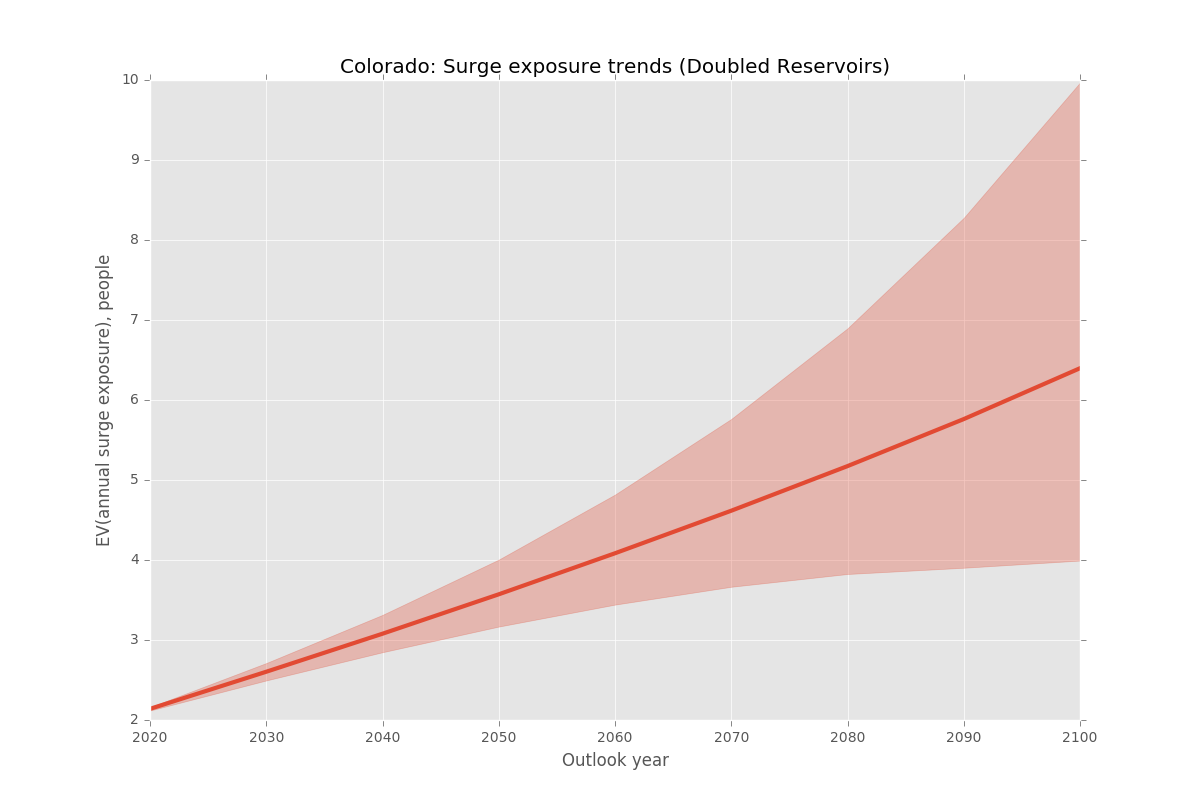 Colorado: Surge exposure trends (Doubled Reservoirs)
10
9
8
7
6
5
4
3
2
EV(annual surge exposure), people
2020 2030 2040 2050 2060 2070 2080 2090 2100
Outlook year